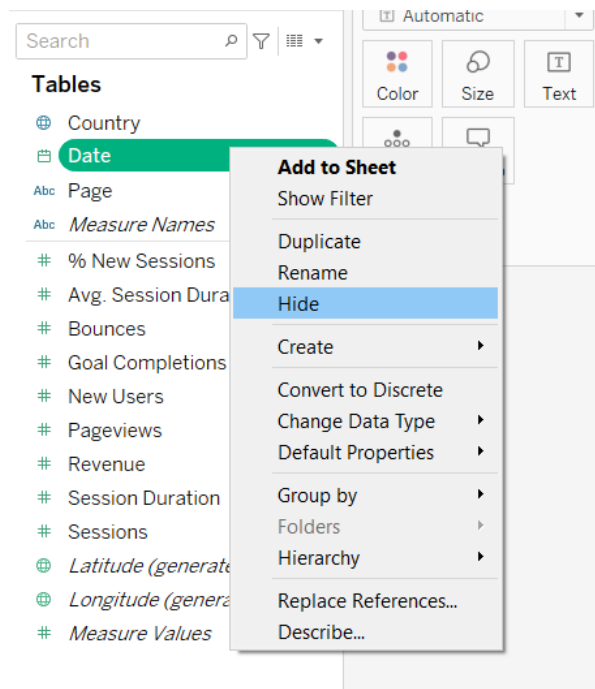 Automatic
Search
Tables
Color
Size
T
Text
Country
Date
Abc Page
Abc Measure Names
# % New Sessions
# Avg. Session Dura
# Bounces
# Goal Completions
# New Users
# Pageviews
# Revenue
# Session Duration
# Sessions
Latitude (generate
Longitude (genera
# Measure Values
Add to Sheet
Show Filter
Duplicate
Rename
Hide
Create
Convert to Discrete
Change Data Type
Default Properties
Group by
Folders
Hierarchy
Replace References...
Describe...